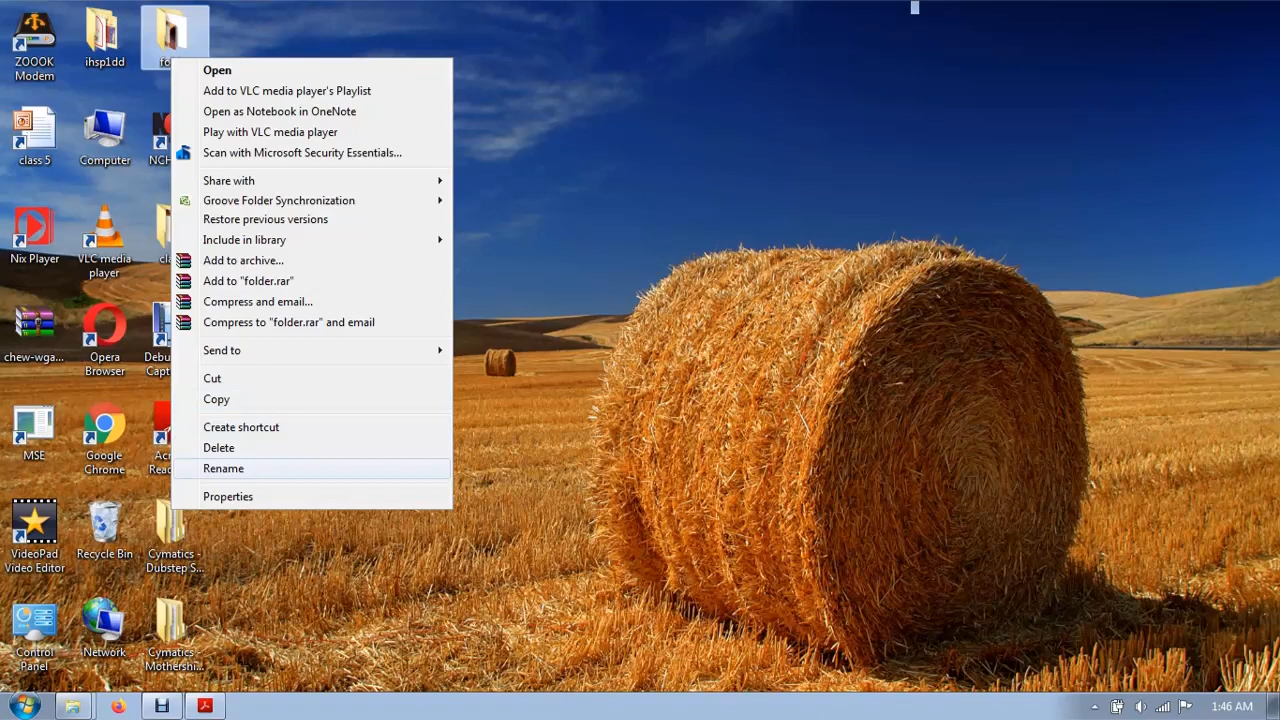 ZOOOK
Modem
ihsp1dd
Open
Add to VLC media player's Playlist
Open as Notebook in OneNote
Play with VLC media player
Scan with Microsoft Security Essentials...
Share with
Groove Folder Synchronization
Restore previous versions
Include in library
Add to archive...
Add to "folder.rar"
Compress and email...
Compress to "folder.rar" and email
Send to
Cut
Copy
Create shortcut
Delete
Rename
Properties
class 5
Computer
NCH
Nix Player
VLC media
player
chew-wga...
Opera
Browser
Debu
Capt
MSE
Google
Chrome
Acr
Rea
VideoPad
Video Editor
Recycle Bin
Cymatics -
Dubstep S...
Control
Panel
Network
Cymatics -
Mothershi...
1:46 AM